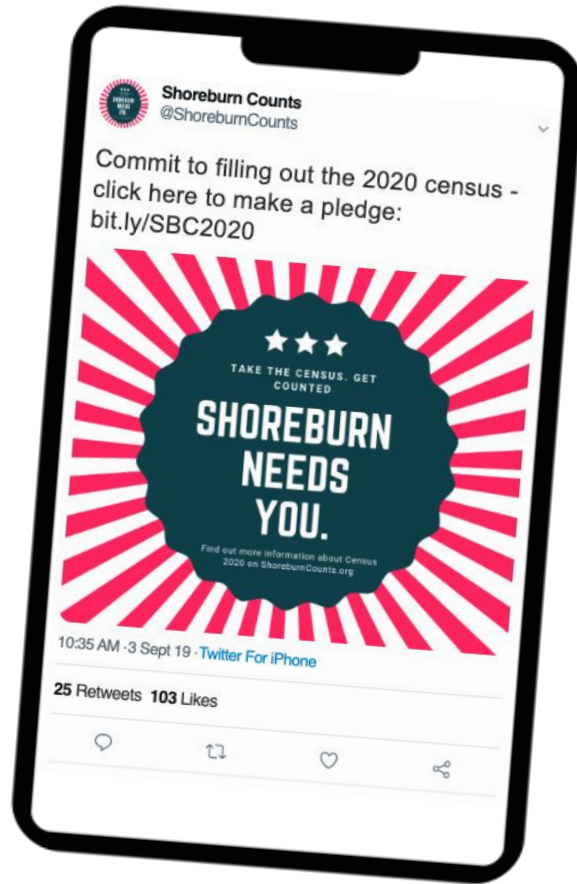 Shoreburn Counts
@ShoreburnCounts
Commit to filling out the 2020 census -
click here to make a pledge:
bit.ly/SBC2020
TAKE THE CENSUS. GET
COUNTED
SHOREBURN
NEEDS
YOU.
Find out more information about Census
2020 on ShoreburnCounts.org
10:35 AM · 3 Sept 19 · Twitter For iPhone
25 Retweets 103 Likes